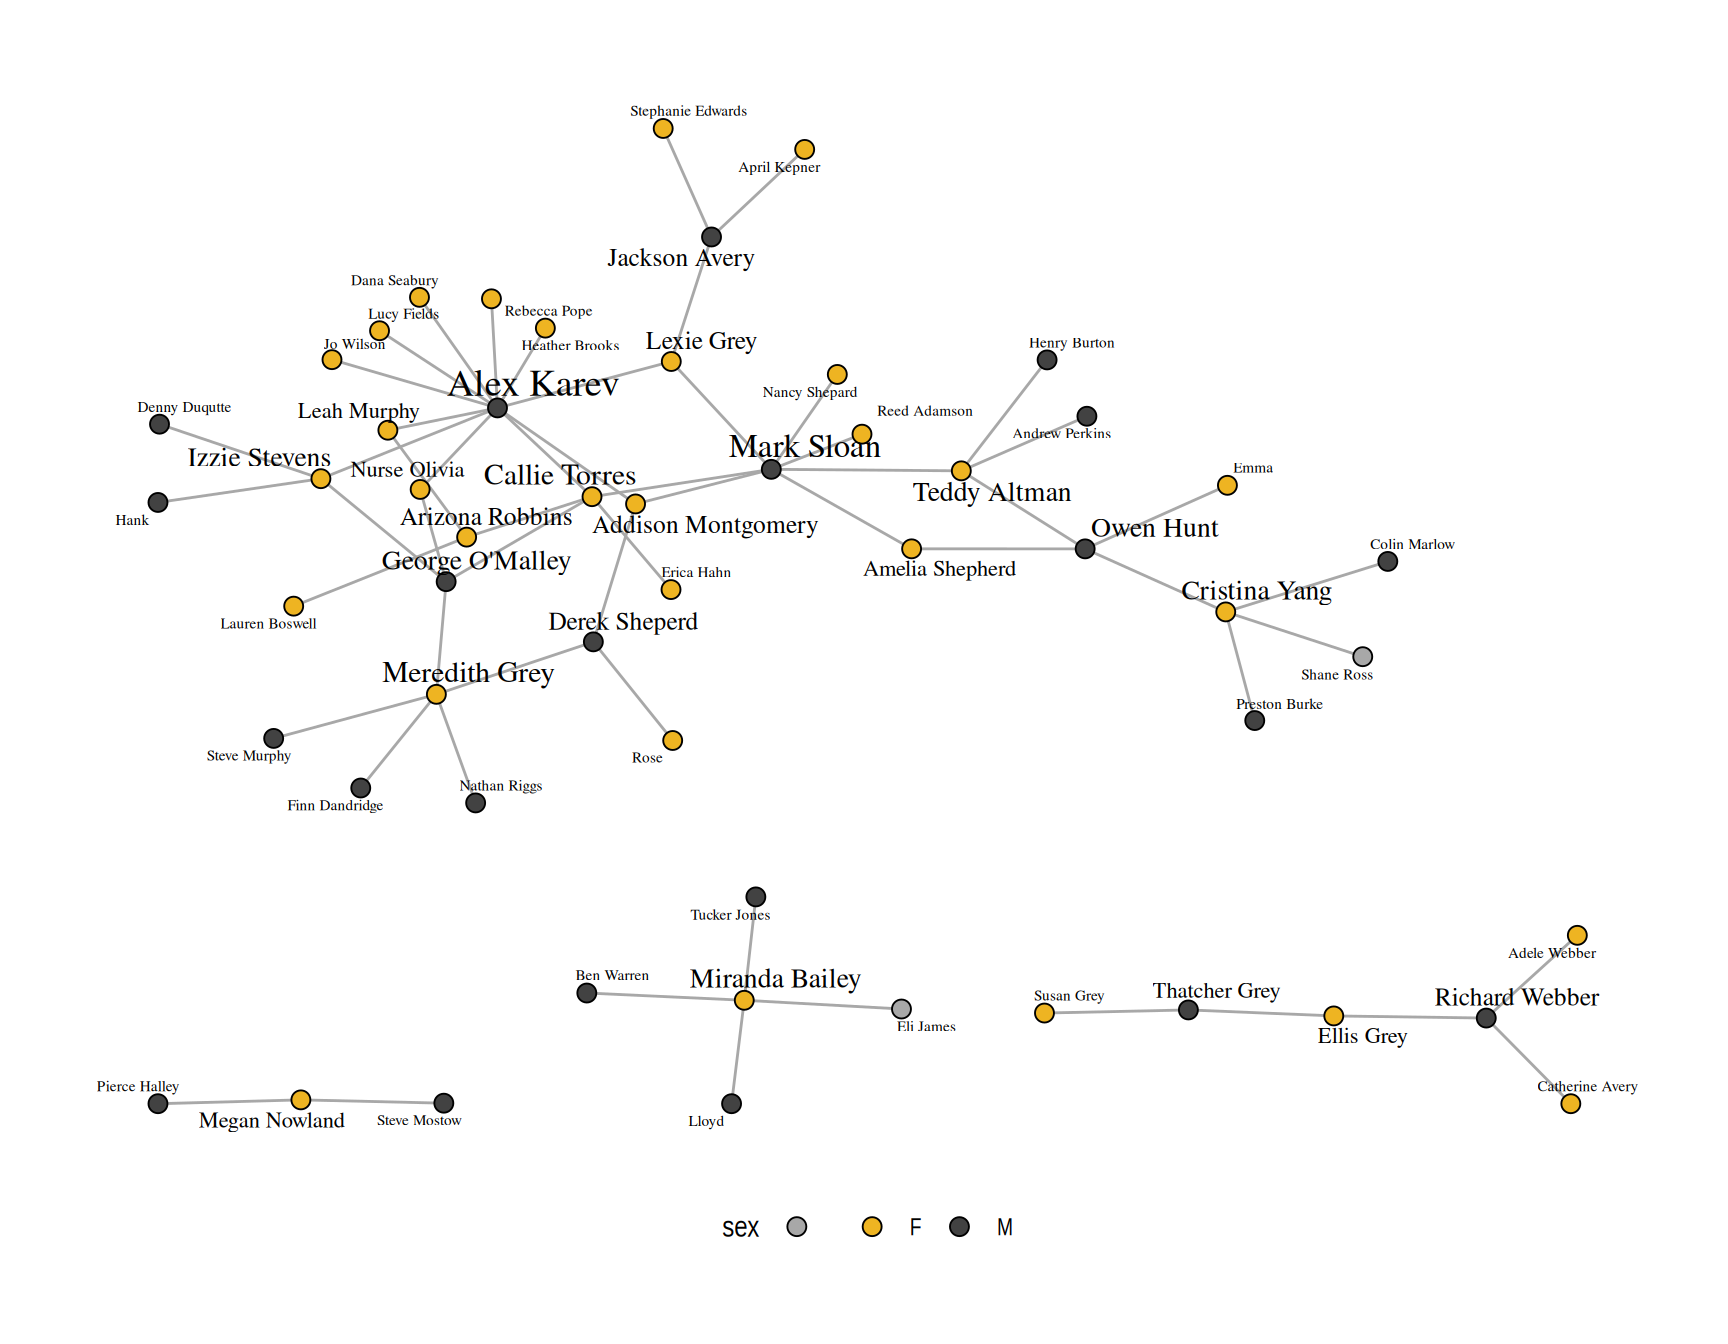 Stephanie Edwards
April Kepner
Jackson Avery
Dana Seabury
Lucy Fields
Rebecca Pope
Jo Wilson
Heather Brooks
Lexie Grey
Henry Burton
Alex Karev
Nancy Shepard
Denny Duqutte
Leah Murphy
Reed Adamson
Andrew Perkins
Mark Sloan
Izzie Stevens
Nurse Olivia
Callie Torres
Emma
Teddy Altman
Hank
Arizona Robbins
Addison Montgomery
Owen Hunt
Colin Marlow
George O'Malley
Erica Hahn
Amelia Shepherd
Cristina Yang
Lauren Boswell
Derek Sheperd
Meredith Grey
Shane Ross
Preston Burke
Steve Murphy
Rose
Nathan Riggs
Finn Dandridge
Tucker Jones
Adele Webber
Ben Warren
Miranda Bailey
Susan Grey
Thatcher Grey
Richard Webber
Eli James
Ellis Grey
Pierce Halley
Catherine Avery
Megan Nowland
Steve Mostow
Lloyd
sex F M